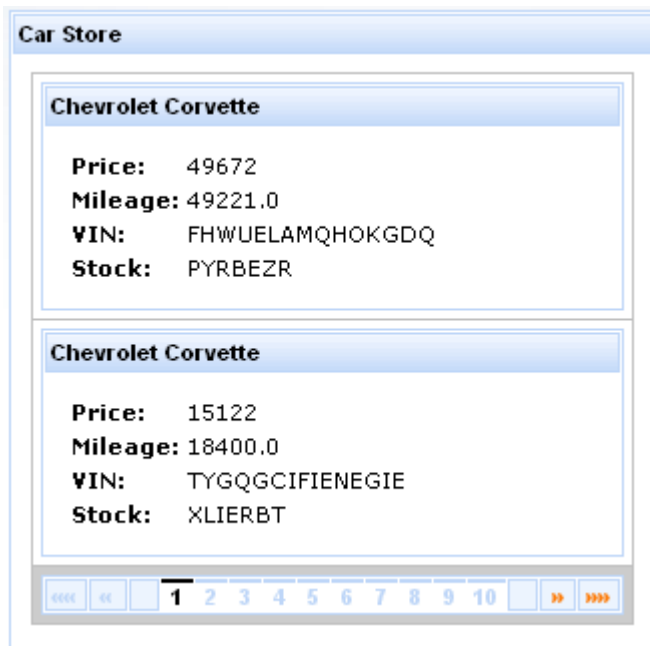 Car Store
Chevrolet Corvette
Price: 49672
Mileage: 49221.0
VIN: FHWUELAMQHOKGDQ
Stock: PYRBEZR
Chevrolet Corvette
Price: 15122
Mileage: 18400.0
VIN: TYGQGCIFIENEGIE
Stock: XLIERBT
«« « 1 2 3 4 5 6 7 8 9 10 » »»